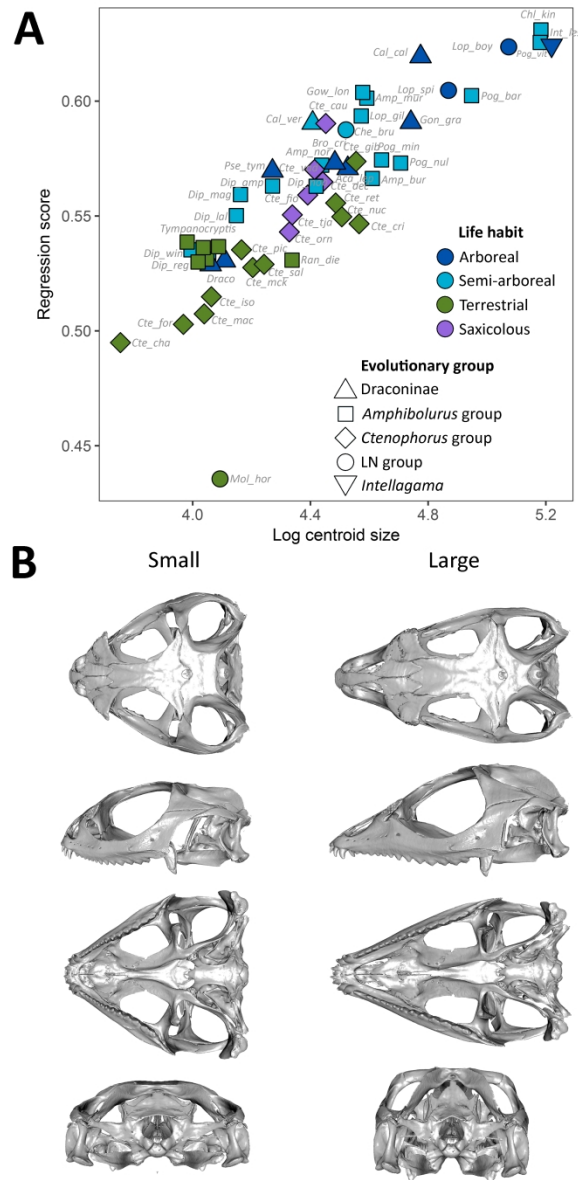 A
Chl_kin
Int_le
Cal_cal
Lop_boy
Pog_vit
0.60
Gow_lon
Lop_spi
Amp_mur
Pog_bar
Cte_cau
Cal_ver
Lop_gil
Gon_gra
Bro_cri
Che_bru
Amp_nor
Cte_gib
Pog_min
Pse_tym
Pog_nul
Dip_amp
Aca_lep
Amp_bur
Dip_mag
Cte_fio
Cte_dec
Cte_ret
0.55
Dip_lal
Cte_tja
Cte_nuc
Tympanocryptis
Cte_orn
Cte_cri
Dip_win
Cte_pic
Dip_reg
Draco
Cte_sal
Ran_die
Cte_mck
Cte_iso
Cte_for
Cte_mac
0.50
Cte_cha
0.45
Mol_hor
Regression score
4.0
4.4
4.8
5.2
Log centroid size
Life habit
Arboreal
Semi-arboreal
Terrestrial
Saxicolous
Evolutionary group
Draconinae
Amphibolurus group
Ctenophorus group
LN group
Intellagama
B
Small
Large